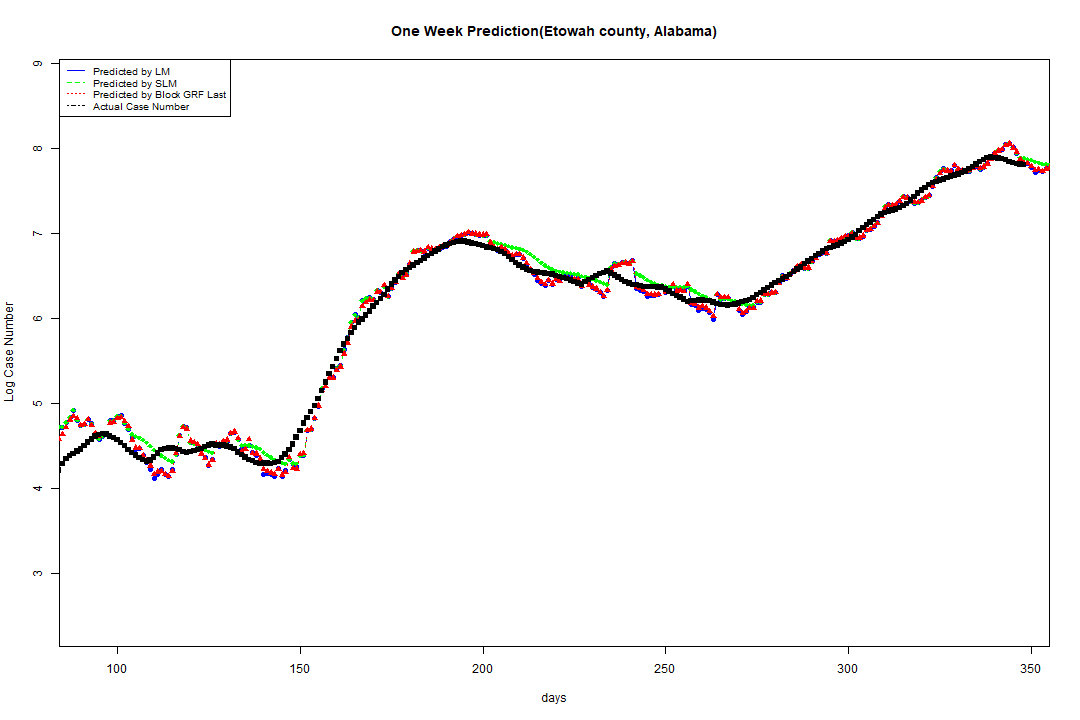 One Week Prediction(Etowah county, Alabama)
Predicted by LM
Predicted by SLM
Predicted by Block GRF Last
Actual Case Number
9
8
7
6
5
4
3
Log Case Number
100 150 200 250 300 350
days